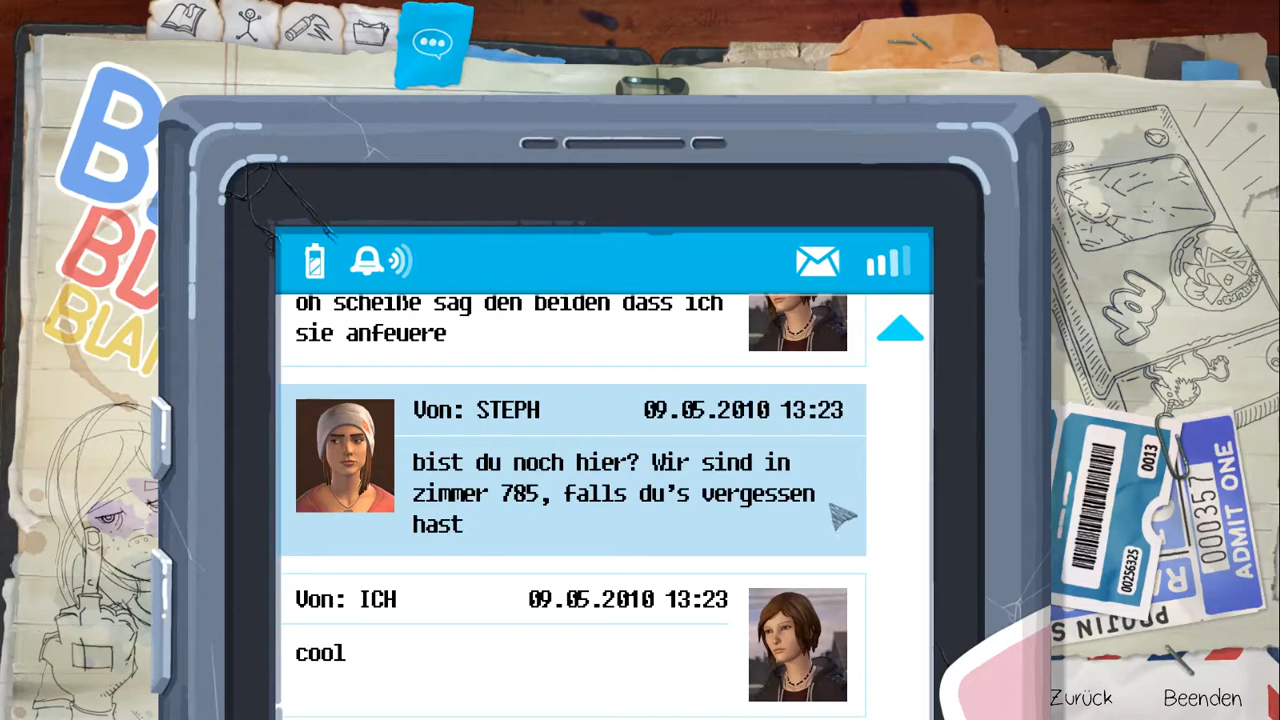 oh scheiße sag den beiden dass ich
sie anfeuere
Von: STEPH 09.05.2010 13:23
bist du noch hier? Wir sind in
zimmer 785, falls du's vergessen
hast
Von: ICH 09.05.2010 13:23
cool
0013
00256325
000357
ADMIT ONE
Zurück
Beenden